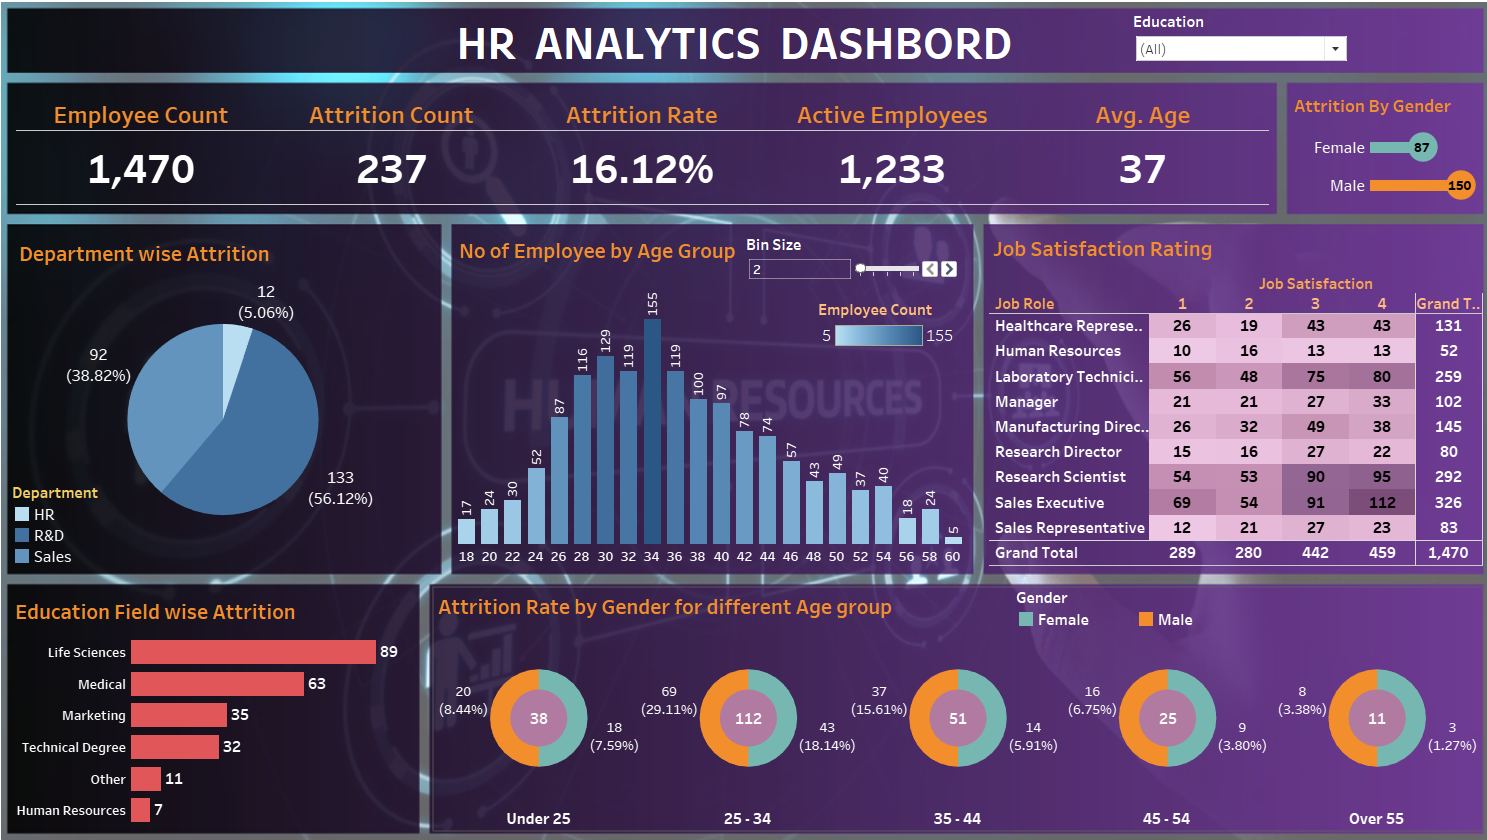 HR ANALYTICS DASHBORD
Education
(All)
Employee Count
Attrition Count
Attrition Rate
Active Employees
Avg. Age
1,470
237
16.12%
1,233
37
Attrition By Gender
Female 87
Male 150
Department wise Attrition
12
(5.06%)
92
(38.82%)
133
(56.12%)
Department
HR
R&D
Sales
No of Employee by Age Group
Bin Size
2
Employee Count
5 155
17 24 30 52 87 116 129 119 155 119 100 97 78 74 57 43 49 37 40 18 24 5
18 20 22 24 26 28 30 32 34 36 38 40 42 44 46 48 50 52 54 56 58 60
HUMAN RESOURCES
Job Satisfaction Rating
Job Satisfaction
Job Role 1 2 3 4 Grand T..
Healthcare Represe.. 26 19 43 43 131
Human Resources 10 16 13 13 52
Laboratory Technici.. 56 48 75 80 259
Manager 21 21 27 33 102
Manufacturing Direc.. 26 32 49 38 145
Research Director 15 16 27 22 80
Research Scientist 54 53 90 95 292
Sales Executive 69 54 91 112 326
Sales Representative 12 21 27 23 83
Grand Total 289 280 442 459 1,470
Education Field wise Attrition
Life Sciences 89
Medical 63
Marketing 35
Technical Degree 32
Other 11
Human Resources 7
Attrition Rate by Gender for different Age group
Gender
Female Male
20
(8.44%)
38
18
(7.59%)
69
(29.11%)
112
43
(18.14%)
37
(15.61%)
51
14
(5.91%)
16
(6.75%)
25
9
(3.80%)
8
(3.38%)
11
3
(1.27%)
Under 25
25 - 34
35 - 44
45 - 54
Over 55